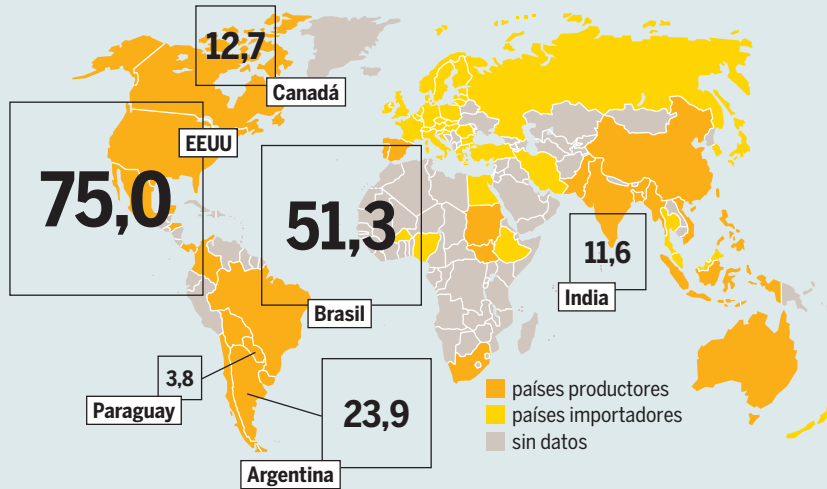 12,7
Canadá
EEUU
75,0
51,3
Brasil
11,6
India
3,8
Paraguay
23,9
Argentina
países productores
países importadores
sin datos